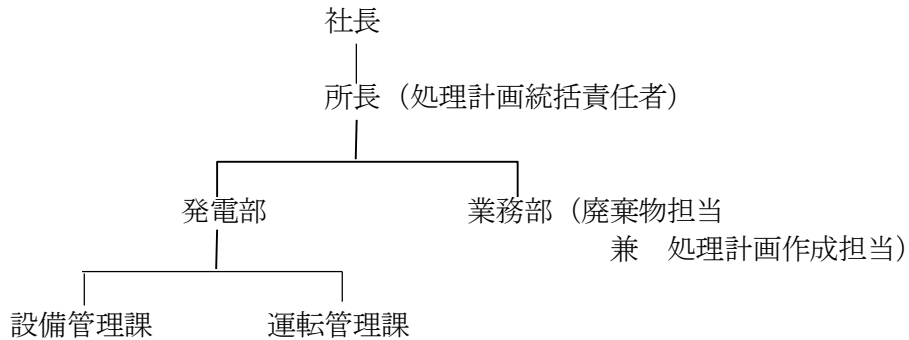 社長
所長（処理計画統括責任者）
発電部　業務部（廃棄物担当
兼　処理計画作成担当）
設備管理課　運転管理課